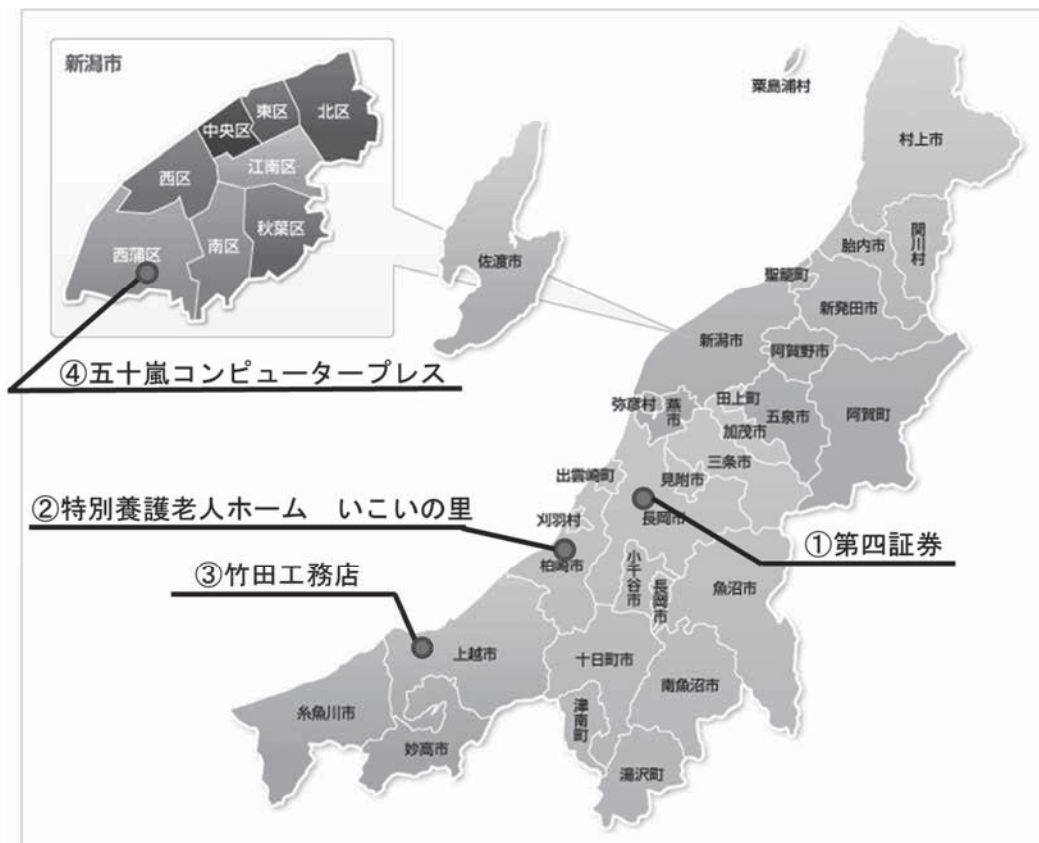 新潟市
東区
北区
中央区
江南区
西区
秋葉区
南区
西蒲区
④五十嵐コンピュータープレス
粟島浦村
村上市
関川村
胎内市
聖籠町
佐渡市
新発田市
新潟市
阿賀野市
弥彦村
燕市
田上町
五泉市
阿賀町
加茂市
三条市
出雲崎町
見附市
②特別養護老人ホーム　いこいの里
刈羽村
長岡市
①第四証券
柏崎市
③竹田工務店
小千谷市
長岡市
魚沼市
上越市
十日町市
南魚沼市
糸魚川市
津南町
妙高市
湯沢町